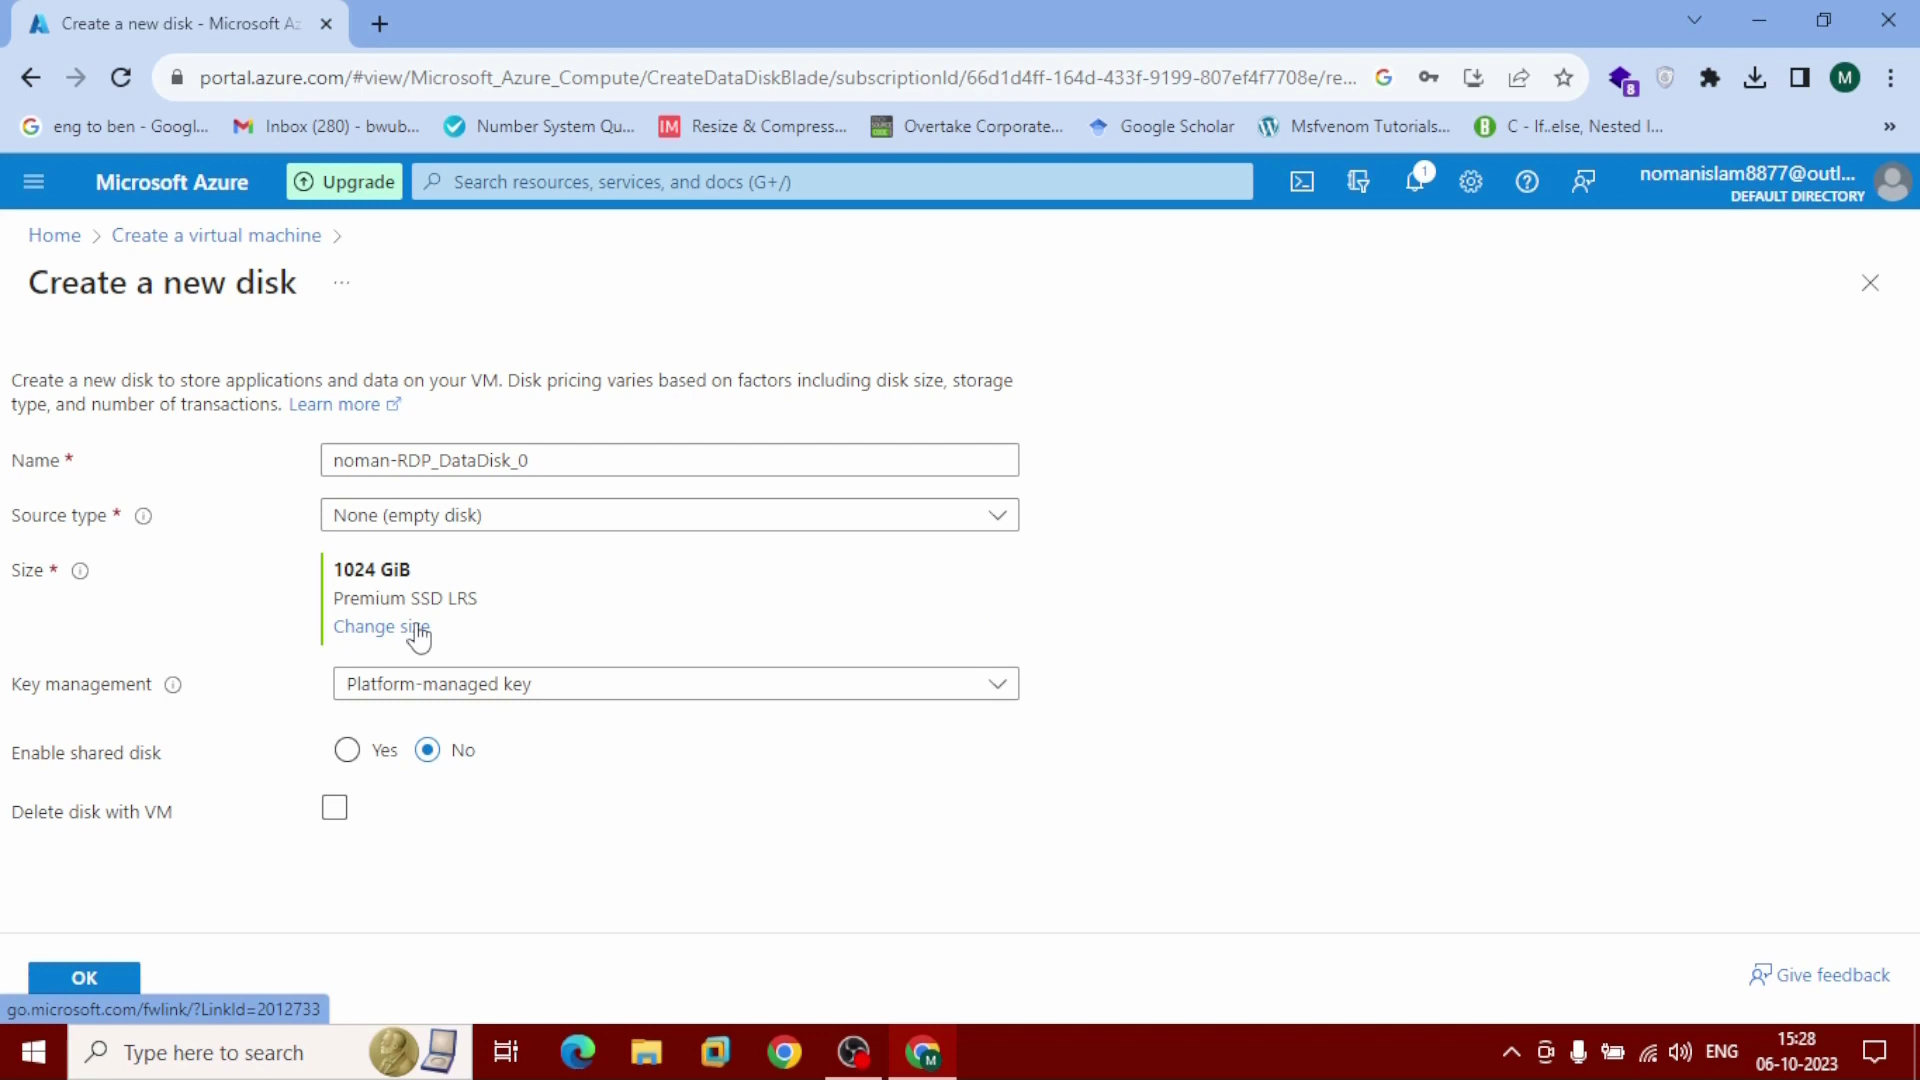 Create a new disk - Microsoft Az
portal.azure.com/#view/Microsoft_Azure_Compute/CreateDataDiskBlade/subscriptionId/66d1d4ff-164d-433f-9199-807ef4f7708e/re...
8
M
eng to ben - Googl...
Inbox (280) - bwub...
Number System Qu...
IM
Resize & Compress...
Overtake Corporate...
Google Scholar
Msfvenom Tutorials...
C - If..else, Nested I...
»
Microsoft Azure
Upgrade
Search resources, services, and docs (G+/)
1
nomanislam8877@outl...
DEFAULT DIRECTORY
Home > Create a virtual machine >
Create a new disk ...
Create a new disk to store applications and data on your VM. Disk pricing varies based on factors including disk size, storage
type, and number of transactions. Learn more
Name *
noman-RDP_DataDisk_0
Source type *
None (empty disk)
Size *
1024 GiB
Premium SSD LRS
Change size
Key management
Platform-managed key
Enable shared disk
Yes
No
Delete disk with VM
OK
Give feedback
go.microsoft.com/fwlink/?LinkId=2012733
Type here to search
M
ENG
15:28
06-10-2023